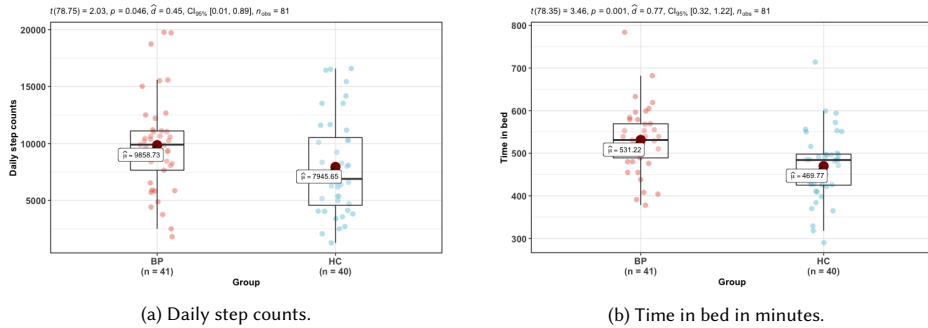 t(78.75) = 2.03, p = 0.046, d̂ = 0.45, CI95% [0.01, 0.89], nobs = 81
20000
15000
10000
5000
Daily step counts
μ̂ = 9858.73
μ̂ = 7945.65
BP
(n = 41)
HC
(n = 40)
Group
(a) Daily step counts.
t(78.35) = 3.46, p = 0.001, d̂ = 0.77, CI95% [0.32, 1.22], nobs = 81
800
700
600
500
400
300
Time in bed
μ̂ = 531.22
μ̂ = 469.77
BP
(n = 41)
HC
(n = 40)
Group
(b) Time in bed in minutes.